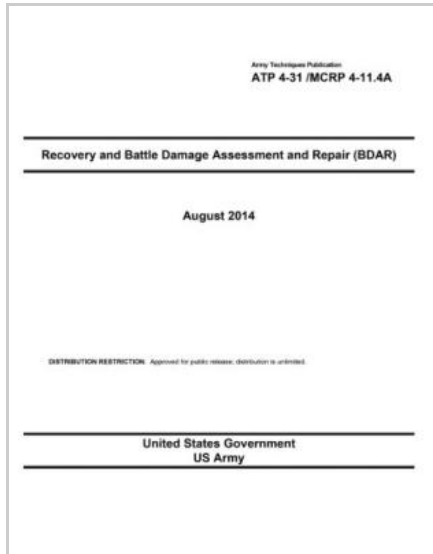 Army Techniques Publication
ATP 4-31 /MCRP 4-11.4A
Recovery and Battle Damage Assessment and Repair (BDAR)
August 2014
DISTRIBUTION RESTRICTION: Approved for public release; distribution is unlimited.
United States Government
US Army